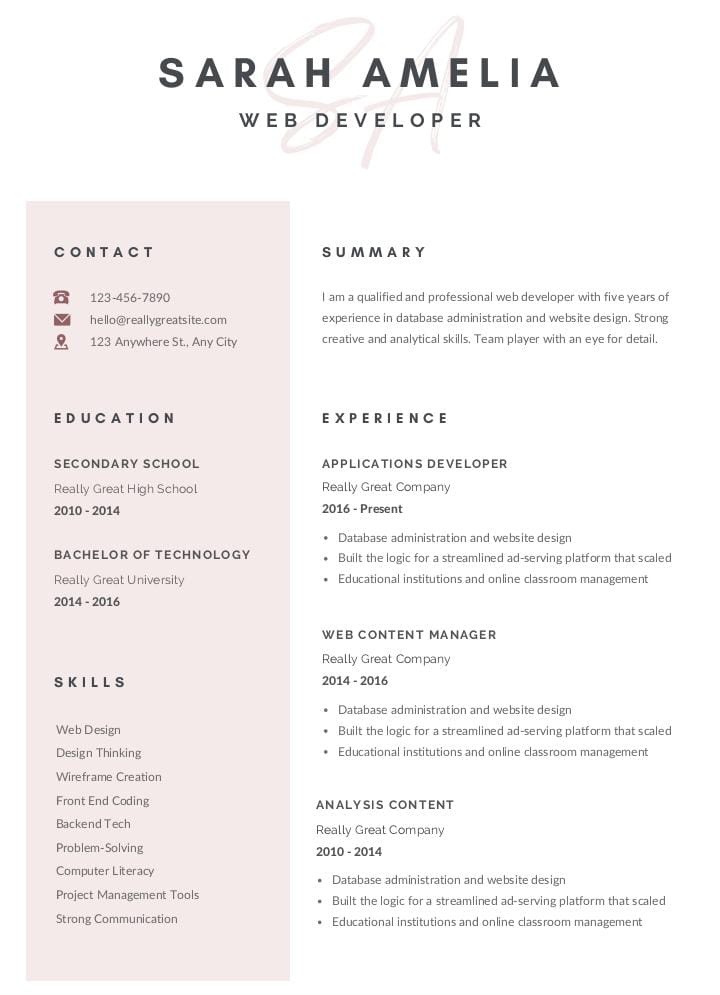 SA
SARAH AMELIA
WEB DEVELOPER
CONTACT
123-456-7890
hello@reallygreatsite.com
123 Anywhere St., Any City
EDUCATION
SECONDARY SCHOOL
Really Great High School
2010 - 2014
BACHELOR OF TECHNOLOGY
Really Great University
2014 - 2016
SKILLS
Web Design
Design Thinking
Wireframe Creation
Front End Coding
Backend Tech
Problem-Solving
Computer Literacy
Project Management Tools
Strong Communication
SUMMARY
I am a qualified and professional web developer with five years of
experience in database administration and website design. Strong
creative and analytical skills. Team player with an eye for detail.
EXPERIENCE
APPLICATIONS DEVELOPER
Really Great Company
2016 - Present
• Database administration and website design
• Built the logic for a streamlined ad-serving platform that scaled
• Educational institutions and online classroom management
WEB CONTENT MANAGER
Really Great Company
2014 - 2016
• Database administration and website design
• Built the logic for a streamlined ad-serving platform that scaled
• Educational institutions and online classroom management
ANALYSIS CONTENT
Really Great Company
2010 - 2014
• Database administration and website design
• Built the logic for a streamlined ad-serving platform that scaled
• Educational institutions and online classroom management